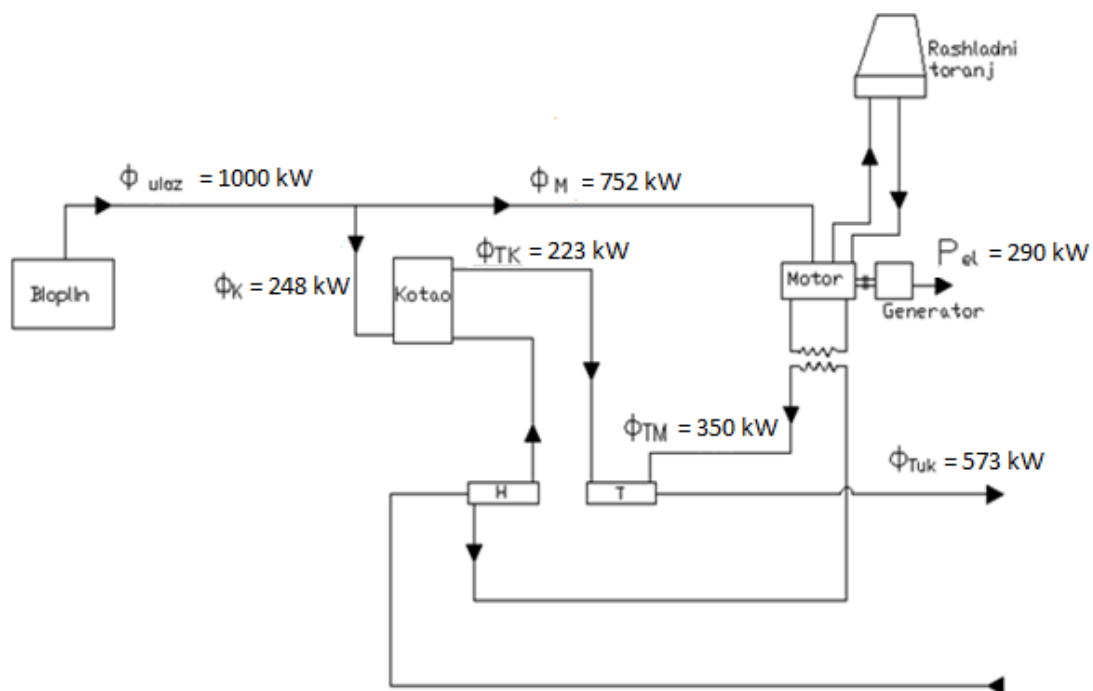 Rashladni
toranj
Φ ulaz = 1000 kW
Φ M = 752 kW
ΦTK = 223 kW
Pel = 290 kW
Motor
Bioplin
ΦK = 248 kW
Kotao
Generator
ΦTM = 350 kW
ΦTuk = 573 kW
H
T